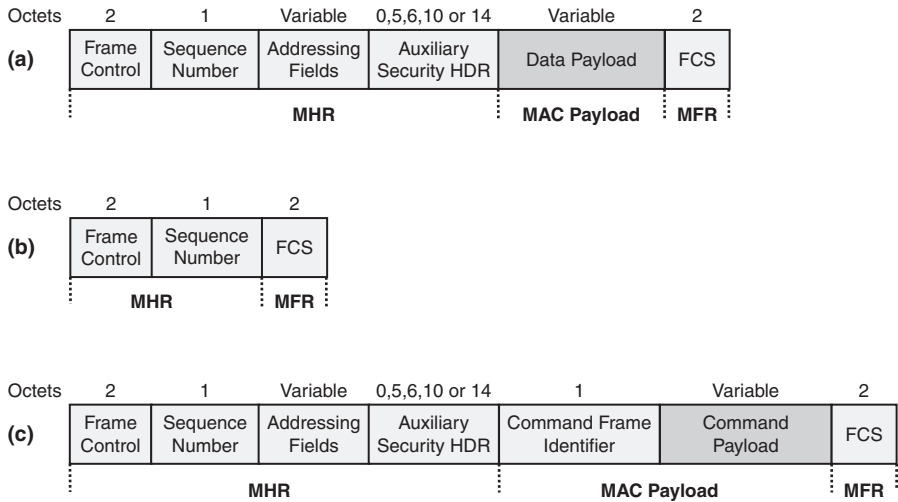 Octets 2 1 Variable 0,5,6,10 or 14 Variable 2
(a) Frame Control Sequence Number Addressing Fields Auxiliary Security HDR Data Payload FCS
MHR MAC Payload MFR
Octets 2 1 2
(b) Frame Control Sequence Number FCS
MHR MFR
Octets 2 1 Variable 0,5,6,10 or 14 1 Variable 2
(c) Frame Control Sequence Number Addressing Fields Auxiliary Security HDR Command Frame Identifier Command Payload FCS
MHR MAC Payload MFR